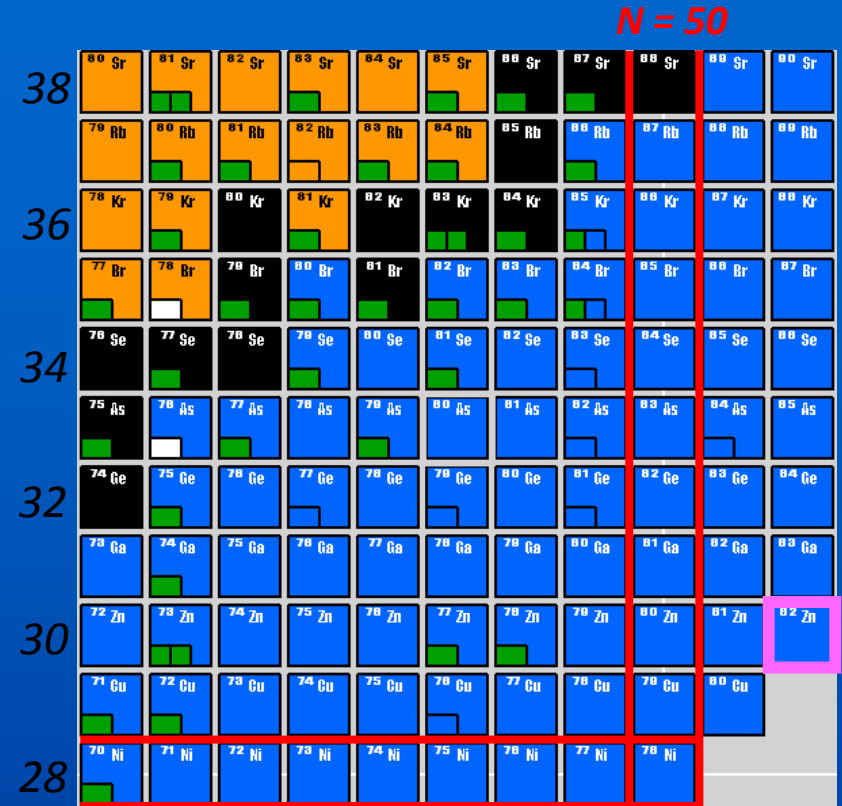 N = 50
38 80 Sr 81 Sr 82 Sr 83 Sr 84 Sr 85 Sr 86 Sr 87 Sr 88 Sr 89 Sr 90 Sr
79 Rb 80 Rb 81 Rb 82 Rb 83 Rb 84 Rb 85 Rb 86 Rb 87 Rb 88 Rb 89 Rb
36 78 Kr 79 Kr 80 Kr 81 Kr 82 Kr 83 Kr 84 Kr 85 Kr 86 Kr 87 Kr 88 Kr
77 Br 78 Br 79 Br 80 Br 81 Br 82 Br 83 Br 84 Br 85 Br 86 Br 87 Br
34 76 Se 77 Se 78 Se 79 Se 80 Se 81 Se 82 Se 83 Se 84 Se 85 Se 86 Se
75 As 76 As 77 As 78 As 79 As 80 As 81 As 82 As 83 As 84 As 85 As
32 74 Ge 75 Ge 76 Ge 77 Ge 78 Ge 79 Ge 80 Ge 81 Ge 82 Ge 83 Ge 84 Ge
73 Ga 74 Ga 75 Ga 76 Ga 77 Ga 78 Ga 79 Ga 80 Ga 81 Ga 82 Ga 83 Ga
30 72 Zn 73 Zn 74 Zn 75 Zn 76 Zn 77 Zn 78 Zn 79 Zn 80 Zn 81 Zn 82 Zn
71 Cu 72 Cu 73 Cu 74 Cu 75 Cu 76 Cu 77 Cu 78 Cu 79 Cu 80 Cu
28 70 Ni 71 Ni 72 Ni 73 Ni 74 Ni 75 Ni 76 Ni 77 Ni 78 Ni